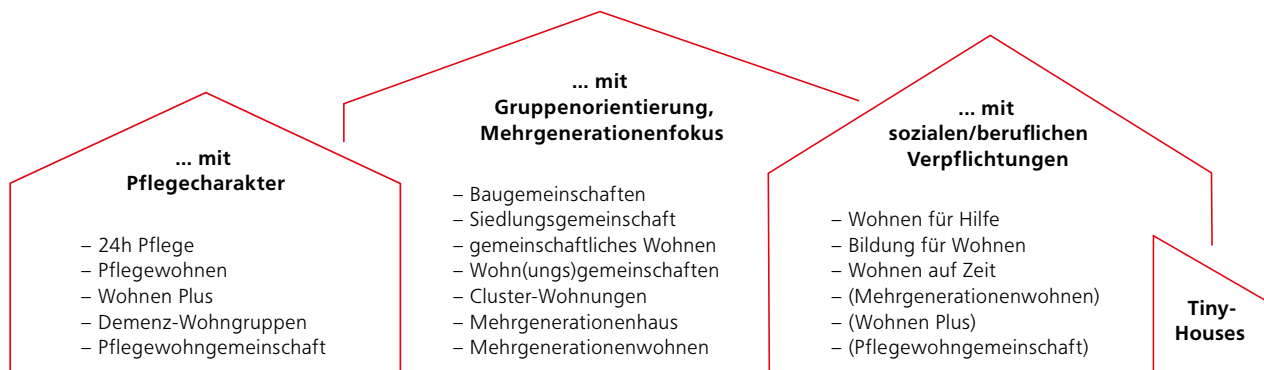 ... mit
Pflegecharakter
– 24h Pflege
– Pflegewohnen
– Wohnen Plus
– Demenz-Wohngruppen
– Pflegewohngemeinschaft
... mit
Gruppenorientierung,
Mehrgenerationenfokus
– Baugemeinschaften
– Siedlungsgemeinschaft
– gemeinschaftliches Wohnen
– Wohn(ungs)gemeinschaften
– Cluster-Wohnungen
– Mehrgenerationenhaus
– Mehrgenerationenwohnen
... mit
sozialen/beruflichen
Verpflichtungen
– Wohnen für Hilfe
– Bildung für Wohnen
– Wohnen auf Zeit
– (Mehrgenerationenwohnen)
– (Wohnen Plus)
– (Pflegewohngemeinschaft)
Tiny-
Houses